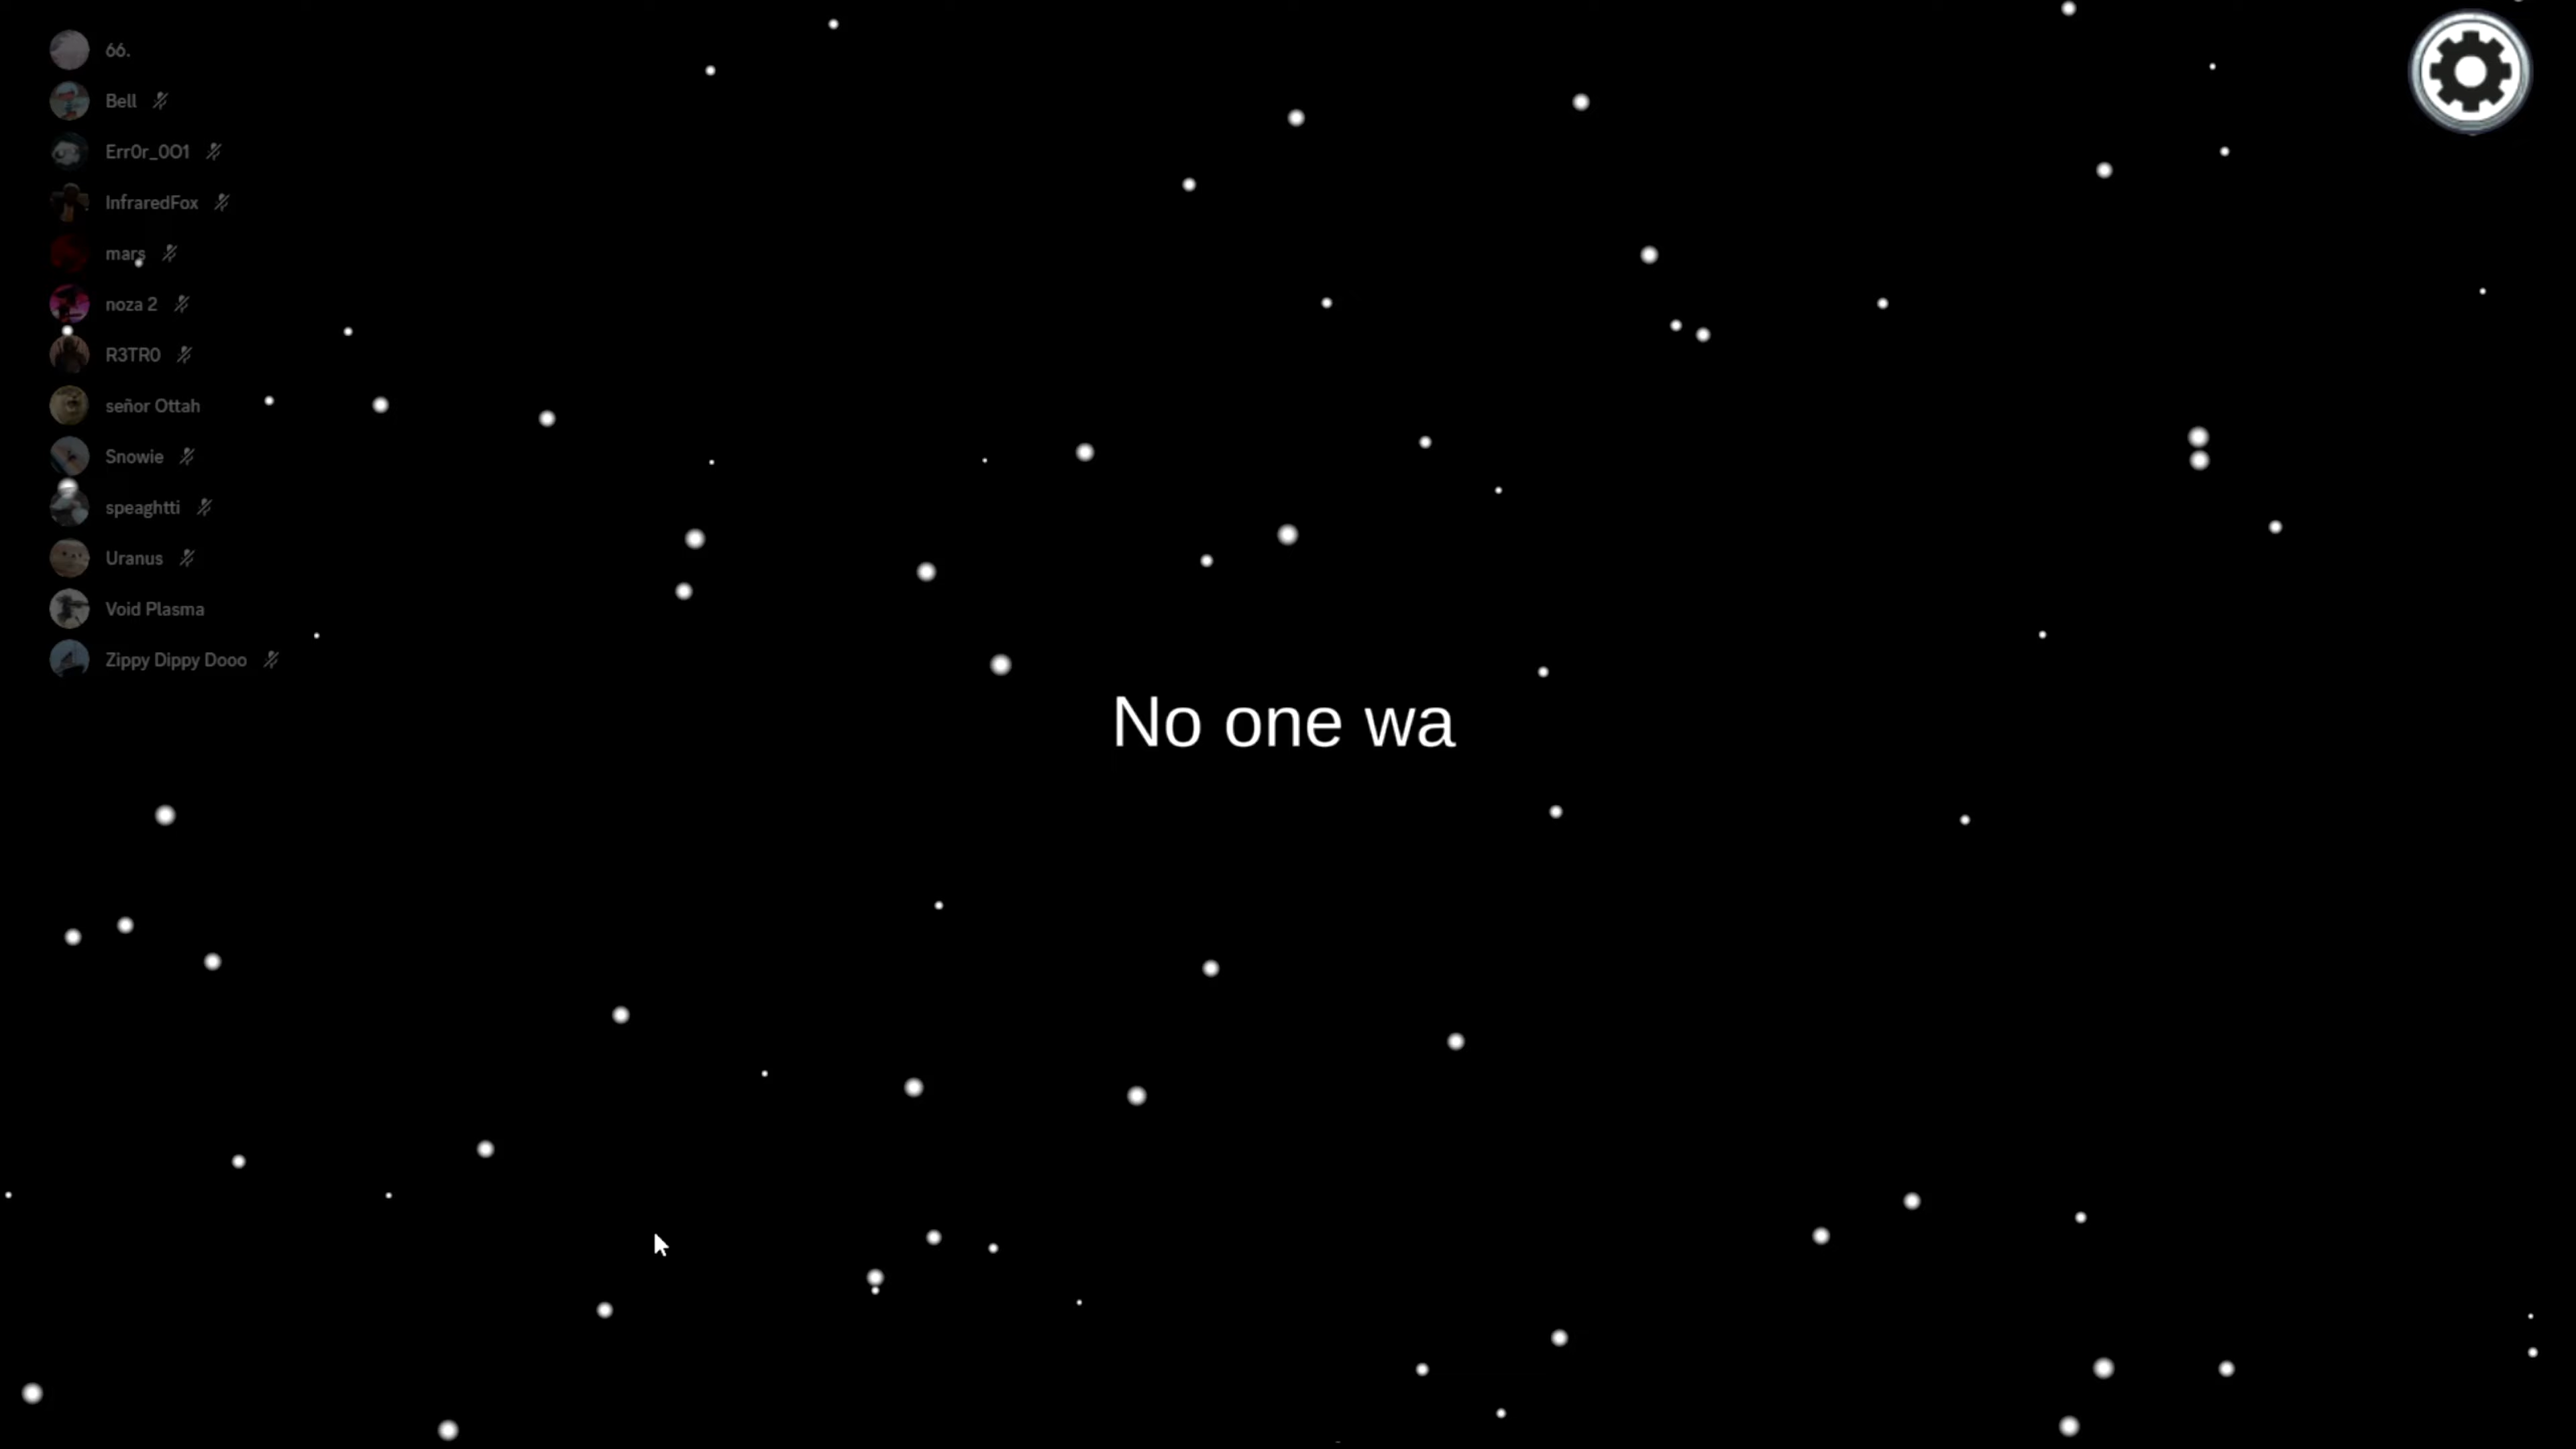 66.
Bell
Err0r_0O1
InfraredFox
mars
noza 2
R3TR0
señor Ottah
Snowie
speaghtti
Uranus
Void Plasma
Zippy Dippy Dooo
No one wa